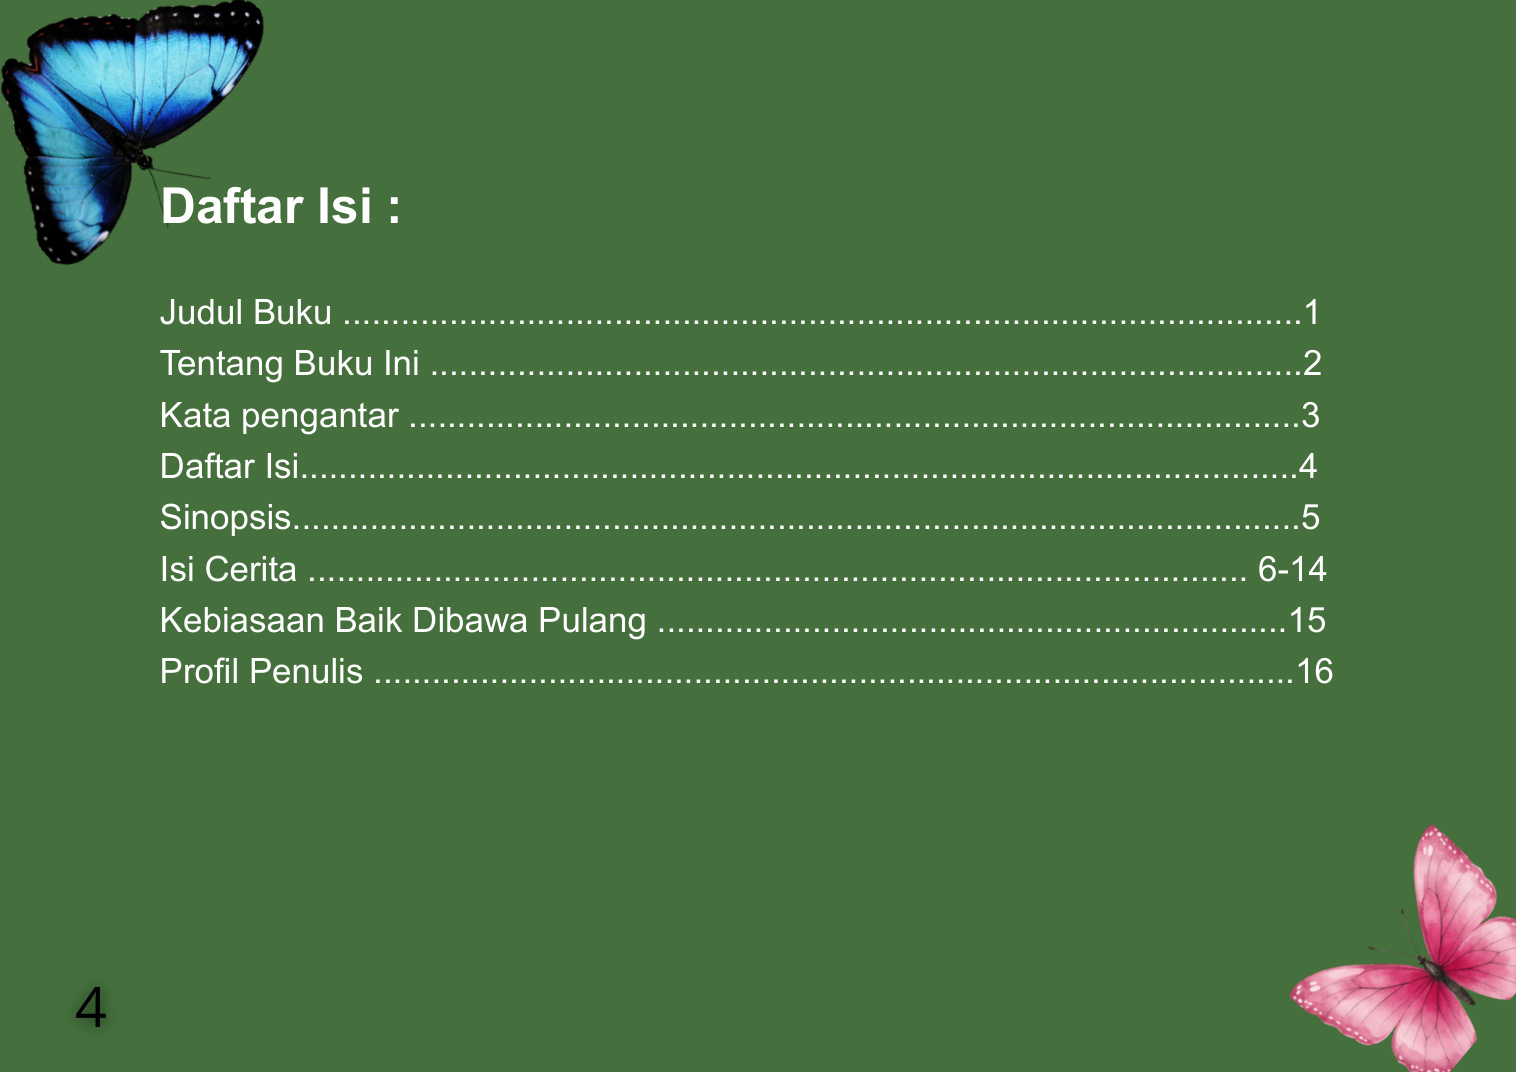 Daftar Isi :
Judul Buku ...................................................................................................1
Tentang Buku Ini ..........................................................................................2
Kata pengantar ............................................................................................3
Daftar Isi.......................................................................................................4
Sinopsis........................................................................................................5
Isi Cerita ................................................................................................. 6-14
Kebiasaan Baik Dibawa Pulang .................................................................15
Profil Penulis ...............................................................................................16
4